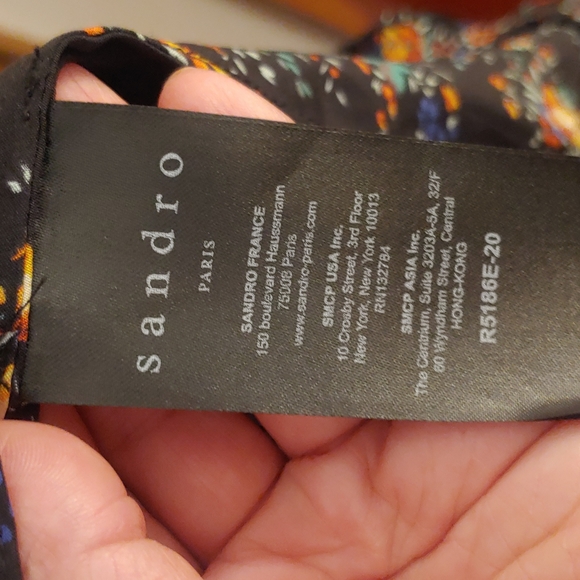 sandro
PARIS
SANDRO FRANCE
150 boulevard Haussmann
75008 Paris
www.sandro-paris.com
SMCP USA Inc.
10 Crosby Street, 3rd Floor
New York, New York 10013
RN132784
SMCP ASIA Inc.
The Centrium, Suite 3203A-5A, 32/F
60 Wyndham Street, Central
HONG-KONG
R5186E-20